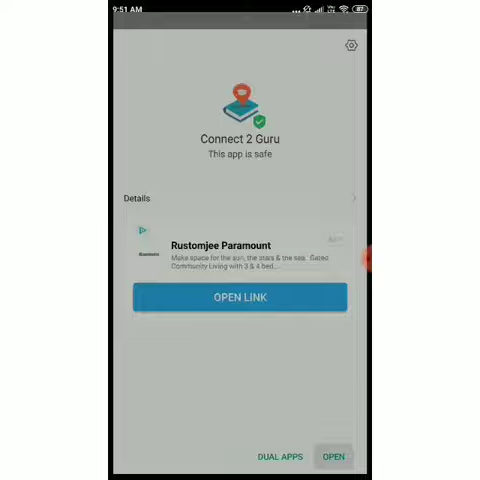 9:51 AM
87
Connect 2 Guru
This app is safe
Details
Rustomjee Paramount
Make space for the sun, the stars & the sea. Gated
Community Living with 3 & 4 bed...
OPEN LINK
DUAL APPS
OPEN